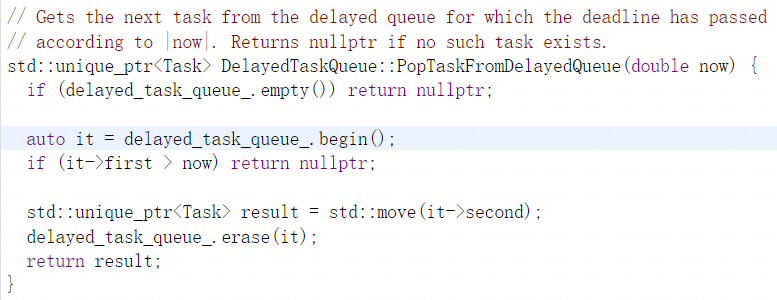 // Gets the next task from the delayed queue for which the deadline has passed
// according to |now|. Returns nullptr if no such task exists.
std::unique_ptr<Task> DelayedTaskQueue::PopTaskFromDelayedQueue(double now) {
  if (delayed_task_queue_.empty()) return nullptr;

  auto it = delayed_task_queue_.begin();
  if (it->first > now) return nullptr;

  std::unique_ptr<Task> result = std::move(it->second);
  delayed_task_queue_.erase(it);
  return result;
}